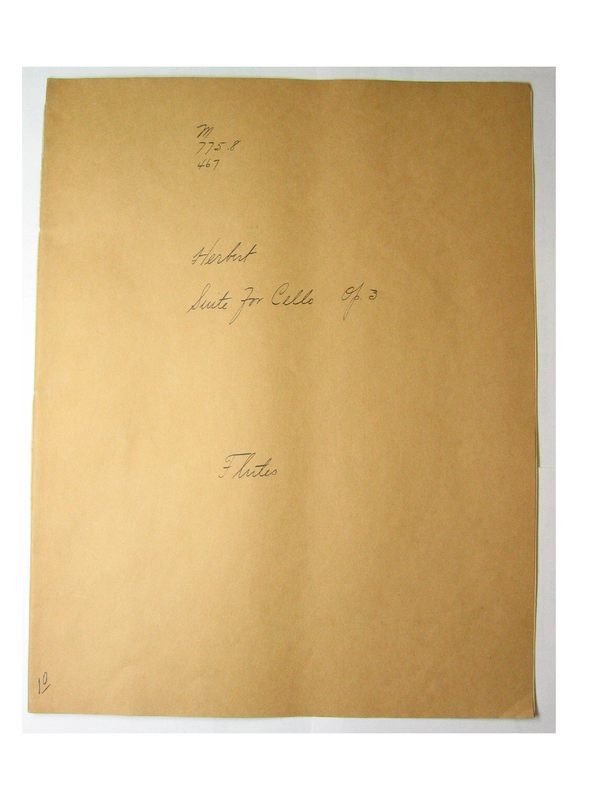 M
775.8
467
Herbert
Suite For Cello Op. 3
Flutes
10